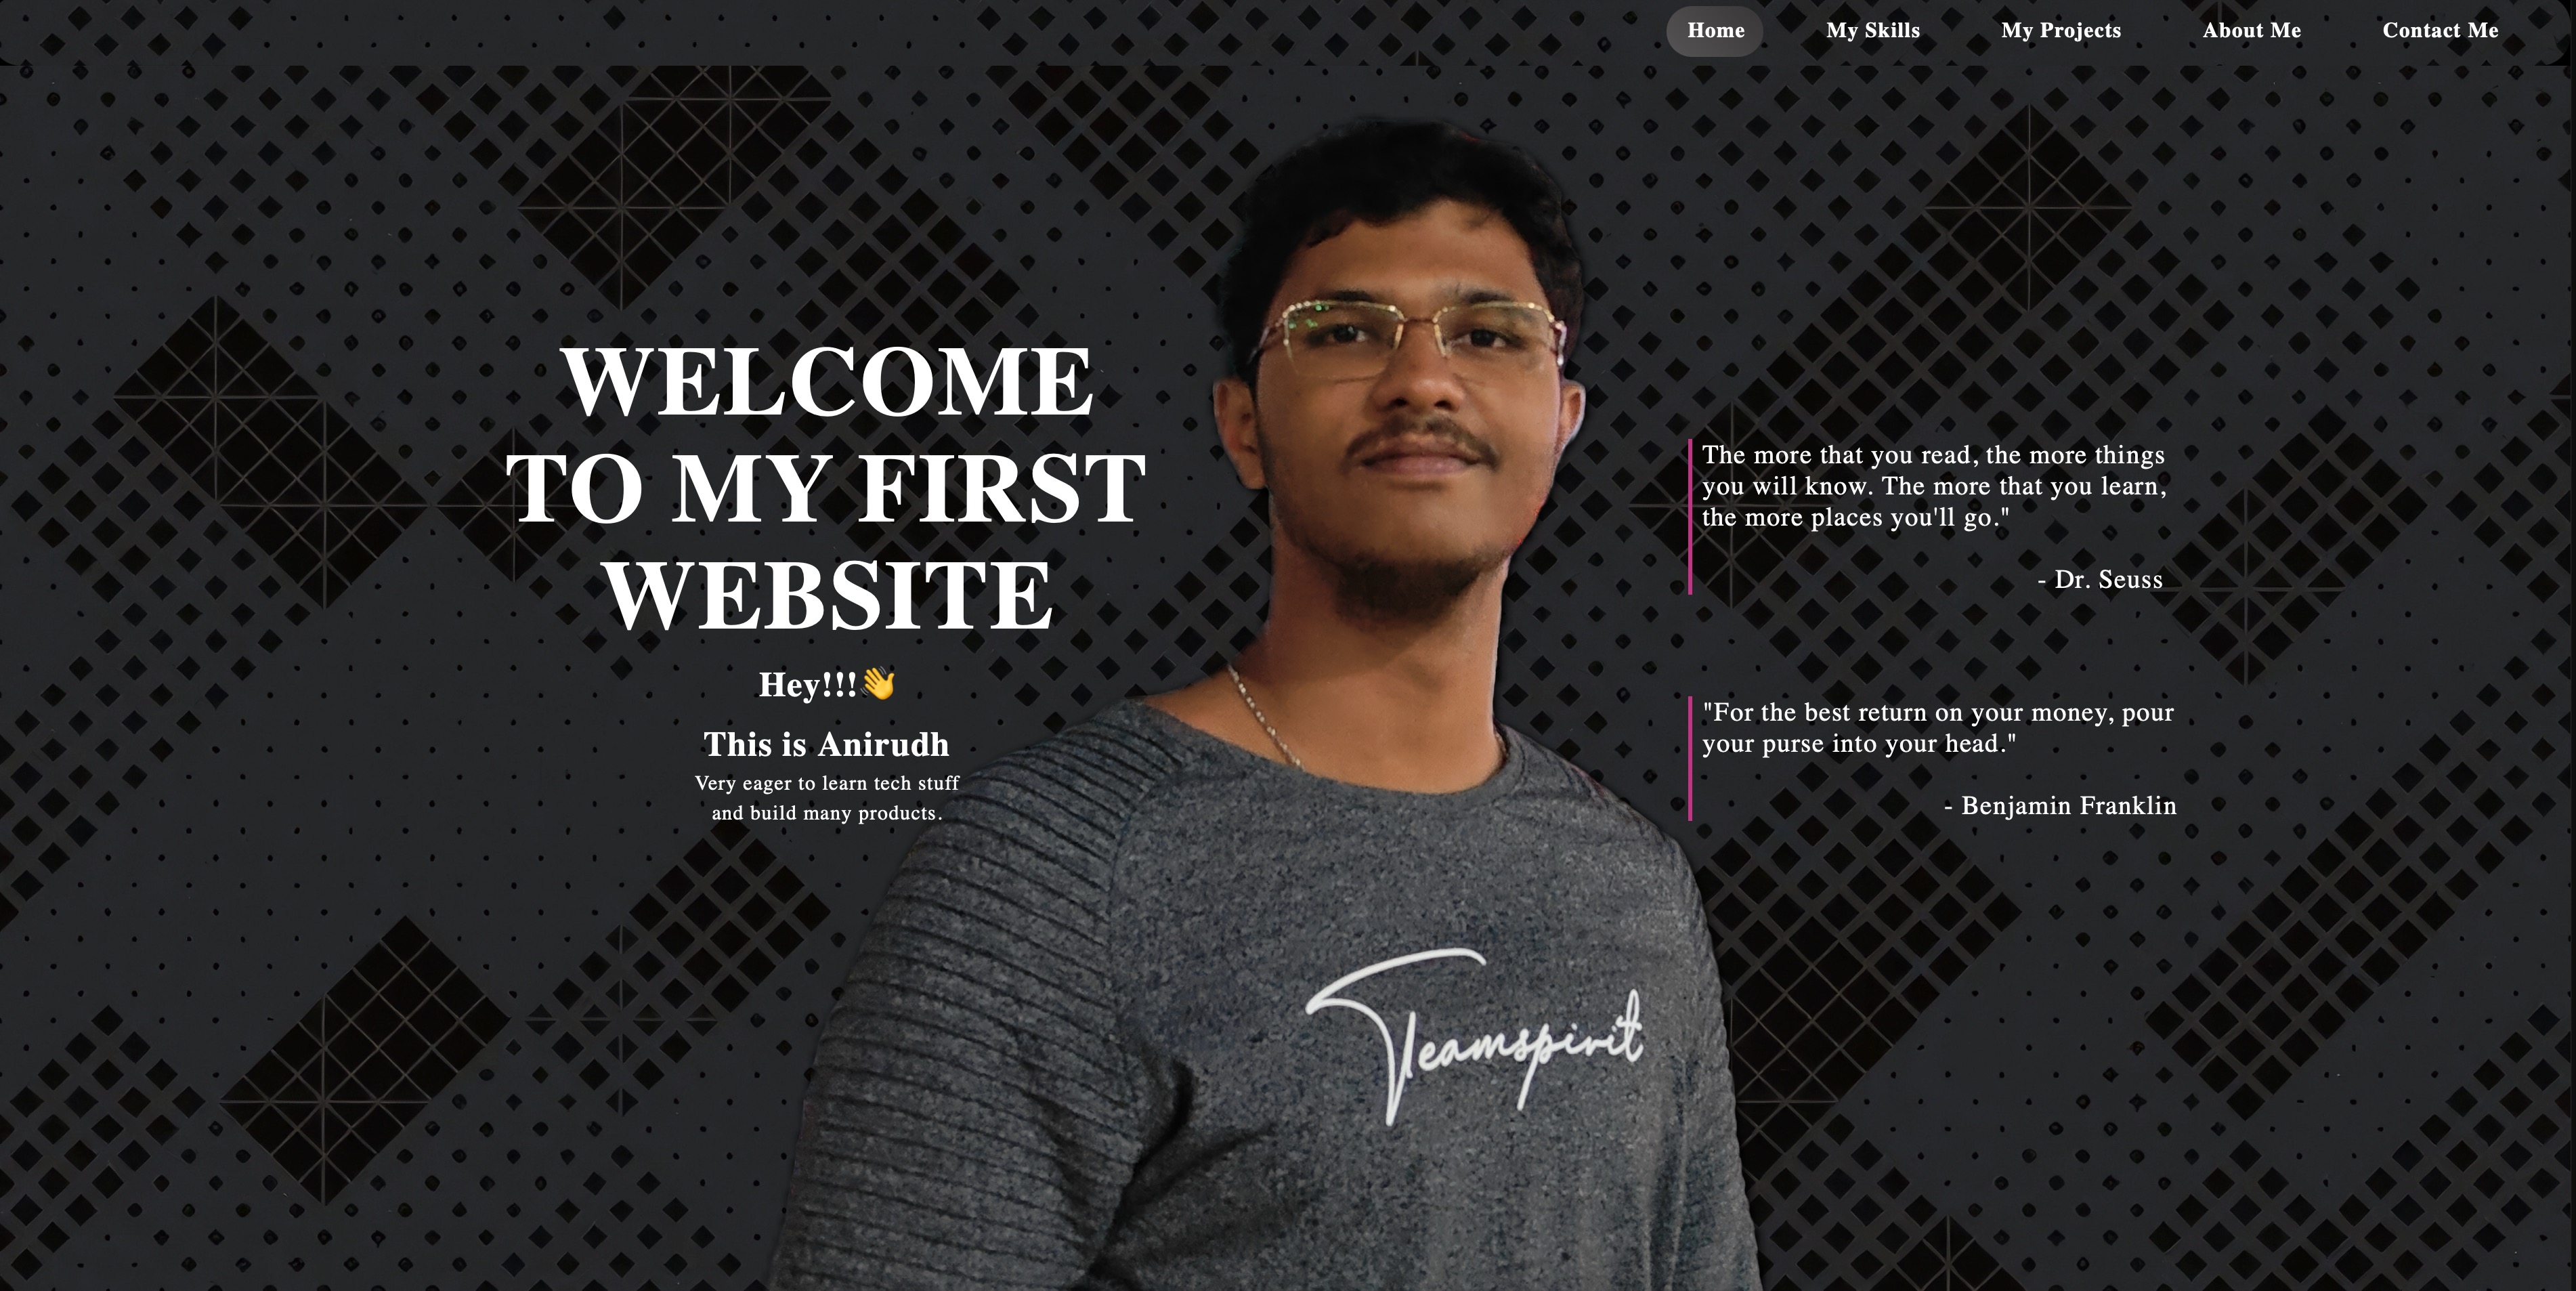 Home My Skills My Projects About Me Contact Me
WELCOME
TO MY FIRST
WEBSITE
Hey!!!👋
This is Anirudh
Very eager to learn tech stuff
and build many products.
The more that you read, the more things
you will know. The more that you learn,
the more places you'll go."
- Dr. Seuss
"For the best return on your money, pour
your purse into your head."
- Benjamin Franklin
Teamspirit